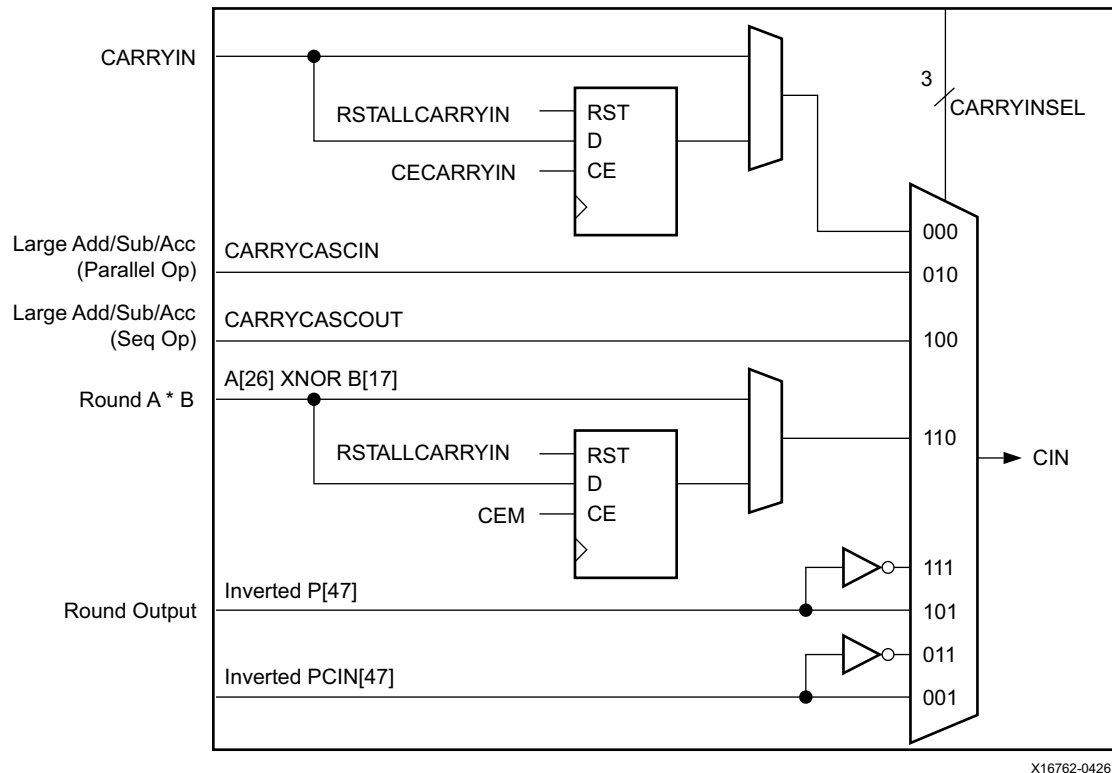 CARRYIN
3
CARRYINSEL
RSTALLCARRYIN
RST
D
CECARRYIN
CE
000
Large Add/Sub/Acc
(Parallel Op)
CARRYCASCIN
010
Large Add/Sub/Acc
(Seq Op)
CARRYCASCOUT
100
A[26] XNOR B[17]
Round A * B
110
RSTALLCARRYIN
RST
D
CEM
CE
CIN
111
Inverted P[47]
Round Output
101
011
Inverted PCIN[47]
001
X16762-0426